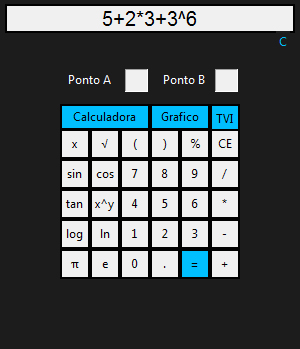 5+2*3+3^6
C
Ponto A Ponto B
Calculadora Grafico TVI
x √ ( ) % CE
sin cos 7 8 9 /
tan x^y 4 5 6 *
log ln 1 2 3 -
π e 0 . = +